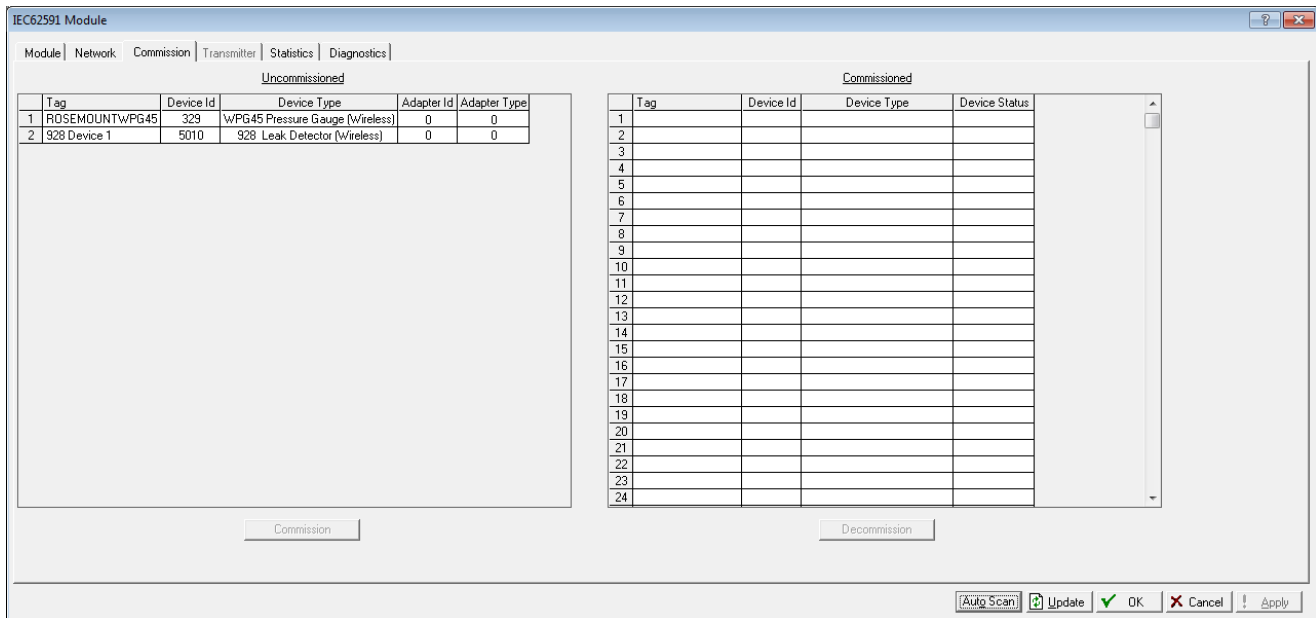 IEC62591 Module
Module Network Commission Transmitter Statistics Diagnostics
Uncommissioned
Tag Device Id Device Type Adapter Id Adapter Type
1 ROSEMOUNTWPG45 329 WPG45 Pressure Gauge (Wireless) 0 0
2 928 Device 1 5010 928 Leak Detector (Wireless) 0 0
Commission
Commissioned
Tag Device Id Device Type Device Status
1
2
3
4
5
6
7
8
9
10
11
12
13
14
15
16
17
18
19
20
21
22
23
24
Decommission
Auto Scan Update OK Cancel ! Apply